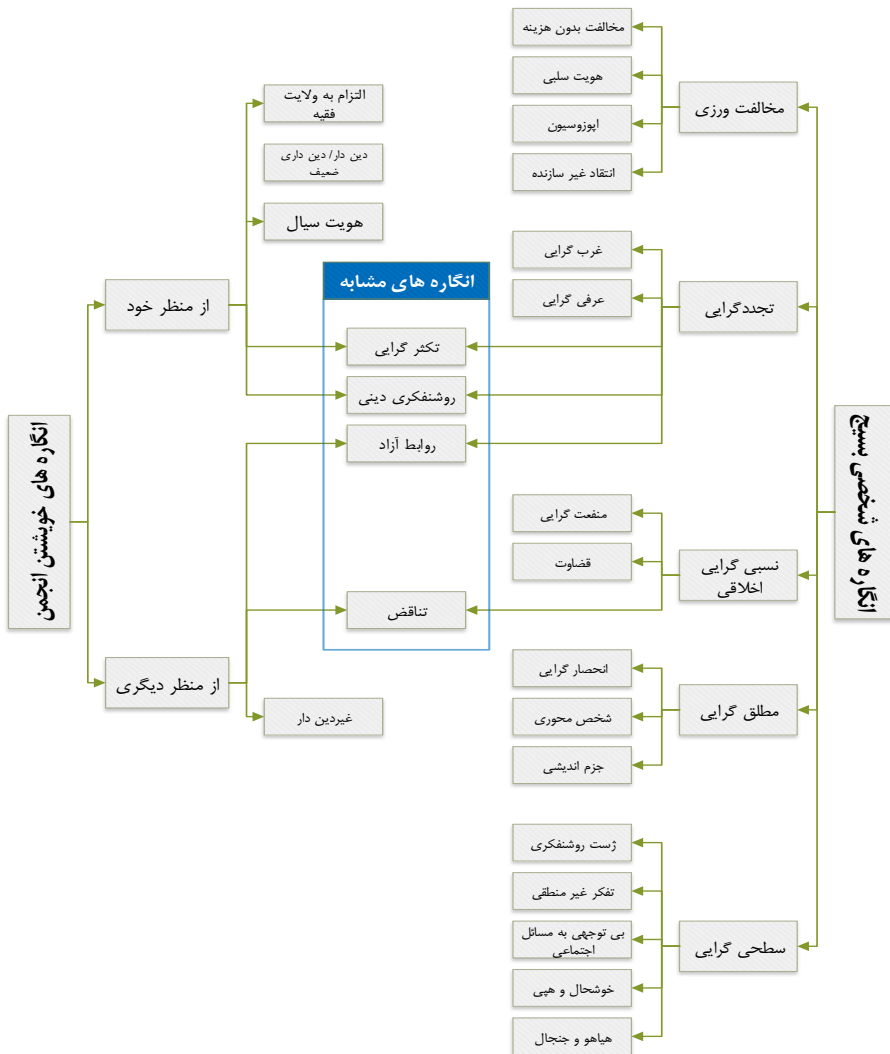 انگاره های شخصی بسیج
مخالفت ورزی
مخالفت بدون هزینه
هویت سلبی
اپوزوسیون
انتقاد غیر سازنده
تجددگرایی
غرب گرایی
عرفی گرایی
انگاره های مشابه
تکثر گرایی
روشنفکری دینی
روابط آزاد
نسبی گرایی
اخلاقی
منفعت گرایی
قضاوت
تناقض
مطلق گرایی
انحصار گرایی
شخص محوری
جزم اندیشی
سطحی گرایی
ژست روشنفکری
تفکر غیر منطقی
بی توجهی به مسائل
اجتماعی
خوشحال و هپی
هیاهو و جنجال
انگاره های خویشتن انجمن
از منظر خود
التزام به ولایت
فقیه
دین دار/ دین داری
ضعیف
هویت سیال
از منظر دیگری
غیردین دار